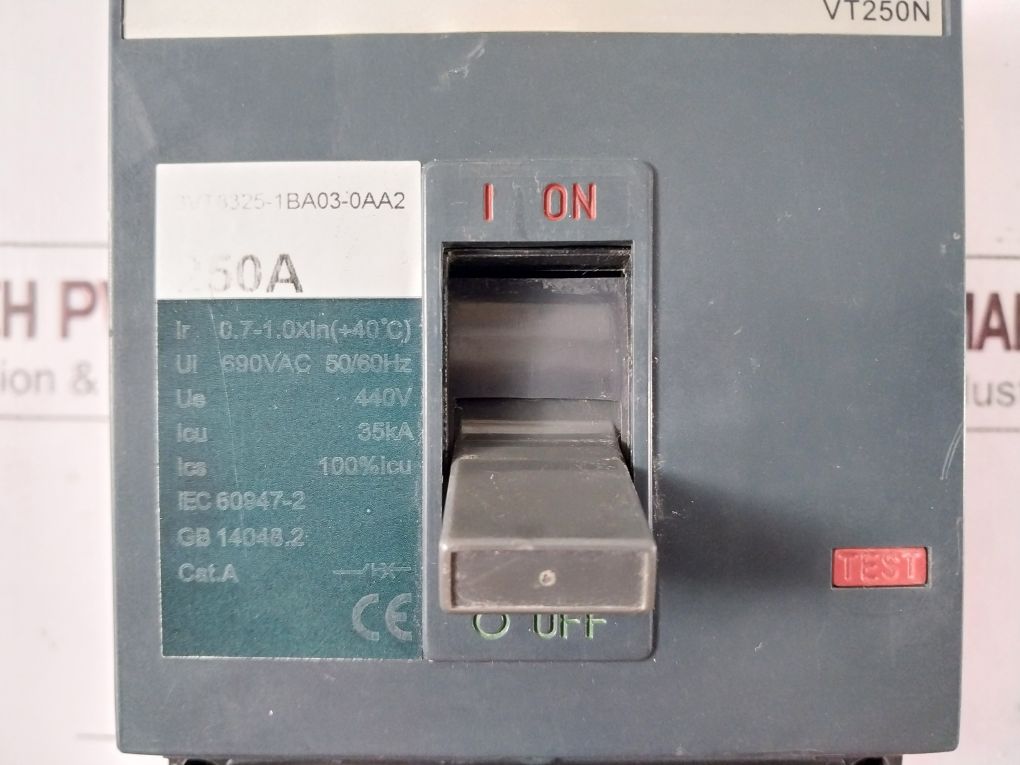 VT250N
3VT8325-1BA03-0AA2
250A
Ir 0.7-1.0xIn(+40°C)
Ui 690VAC 50/60Hz
Ue 440V
Icu 35kA
Ics 100%Icu
IEC 60947-2
GB 14048.2
Cat.A
CE
I ON
O OFF
TEST